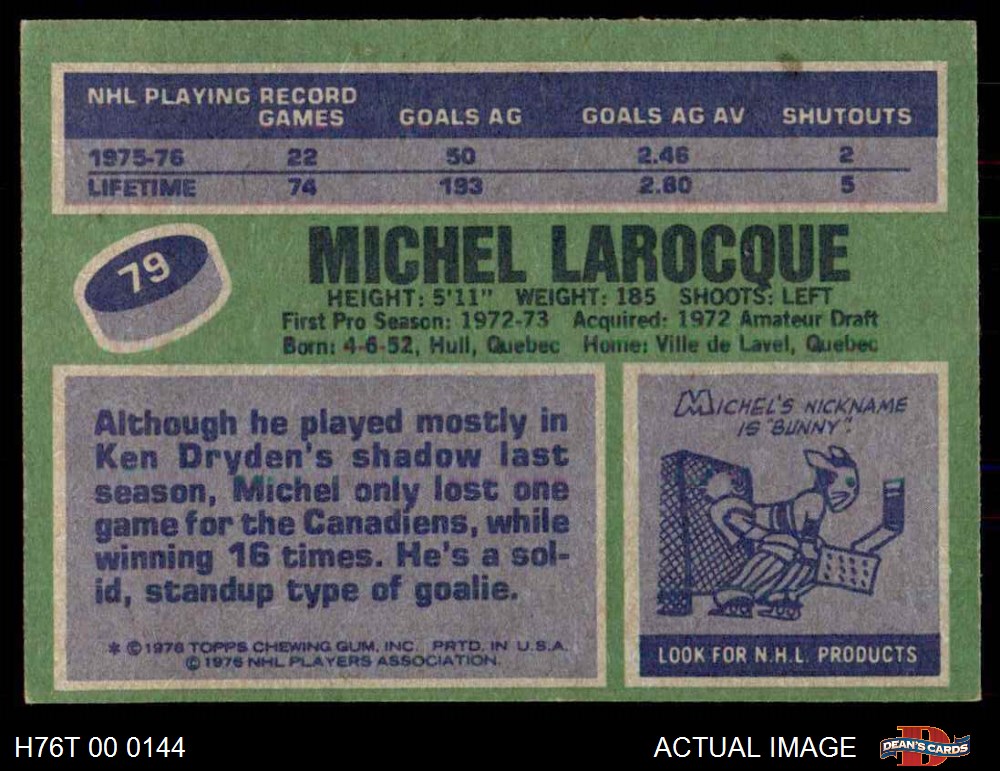 NHL PLAYING RECORD
GAMES GOALS AG GOALS AG AV SHUTOUTS
1975-76 22 50 2.46 2
LIFETIME 74 193 2.80 5
79
MICHEL LAROCQUE
HEIGHT: 5'11" WEIGHT: 185 SHOOTS: LEFT
First Pro Season: 1972-73 Acquired: 1972 Amateur Draft
Born: 4-6-52, Hull, Quebec Home: Ville de Lavel, Quebec
Although he played mostly in
Ken Dryden's shadow last
season, Michel only lost one
game for the Canadiens, while
winning 16 times. He's a sol-
id, standup type of goalie.
* © 1976 TOPPS CHEWING GUM, INC. PRTD. IN U.S.A.
© 1976 NHL PLAYERS ASSOCIATION.
MICHEL'S NICKNAME
IS "BUNNY".
LOOK FOR N.H.L. PRODUCTS
H76T 00 0144
ACTUAL IMAGE
DEAN'S CARDS